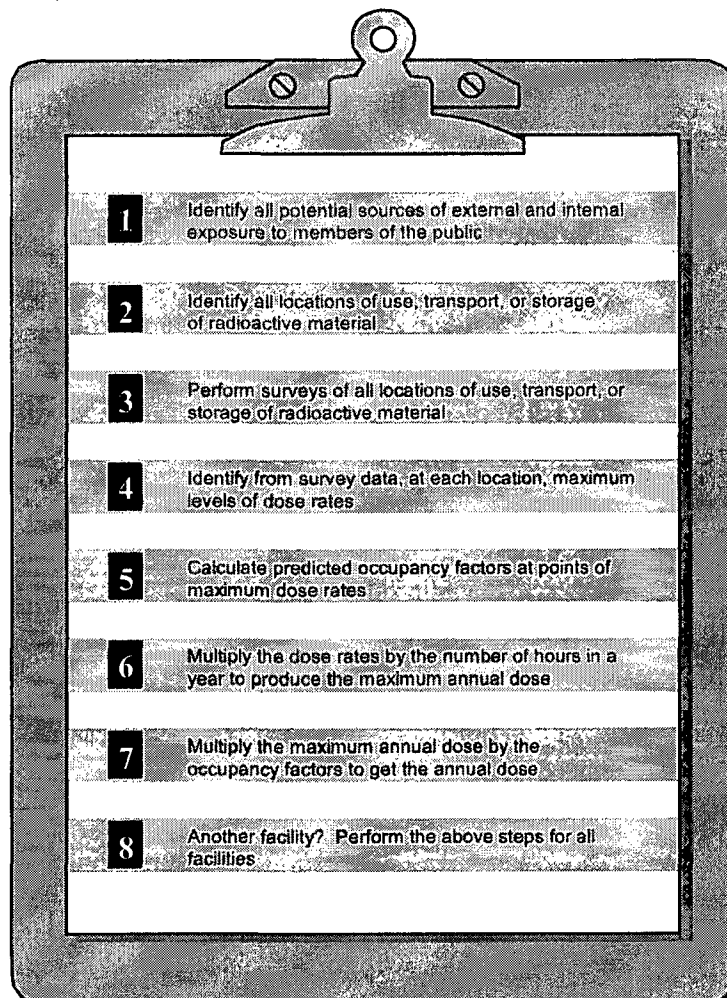 1 Identify all potential sources of external and internal
exposure to members of the public
2 Identify all locations of use, transport, or storage
of radioactive material
3 Perform surveys of all locations of use, transport, or
storage of radioactive material
4 Identify from survey data, at each location, maximum
levels of dose rates
5 Calculate predicted occupancy factors at points of
maximum dose rates
6 Multiply the dose rates by the number of hours in a
year to produce the maximum annual dose
7 Multiply the maximum annual dose by the
occupancy factors to get the annual dose
8 Another facility? Perform the above steps for all
facilities